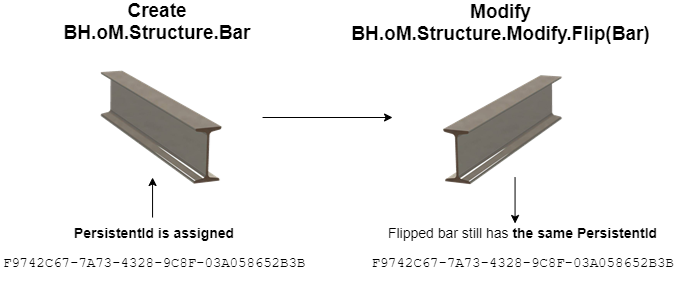 Create
BH.oM.Structure.Bar
Modify
BH.oM.Structure.Modify.Flip(Bar)
PersistentId is assigned
F9742C67-7A73-4328-9C8F-03A058652B3B
Flipped bar still has the same PersistentId
F9742C67-7A73-4328-9C8F-03A058652B3B